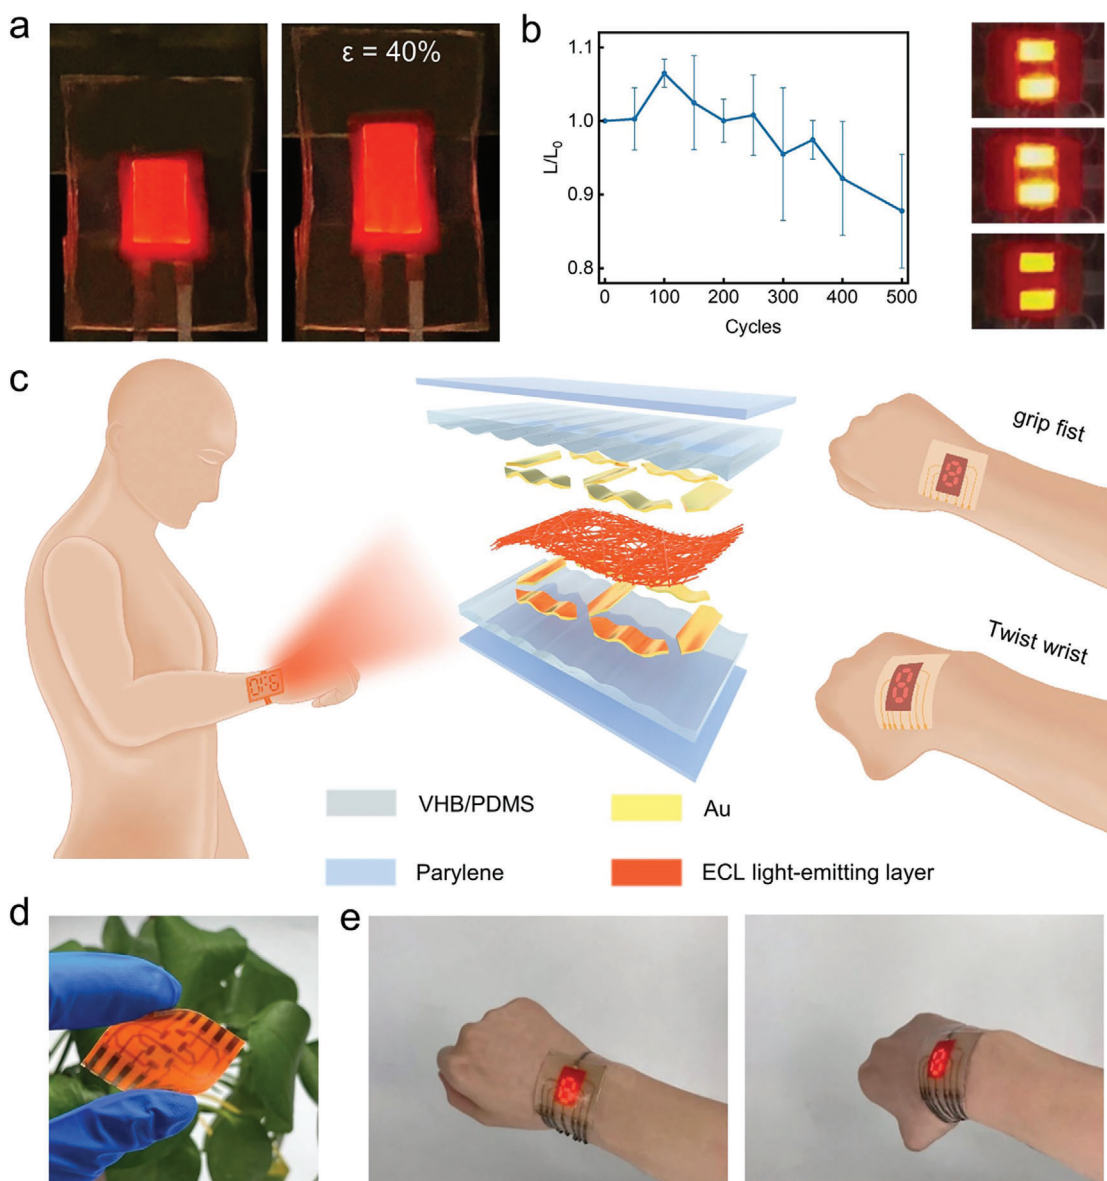 a
ε = 40%
b
1.1
1.0
0.9
0.8
L/L₀
0
100
200
300
400
500
Cycles
c
grip fist
Twist wrist
VHB/PDMS
Au
Parylene
ECL light-emitting layer
d
e